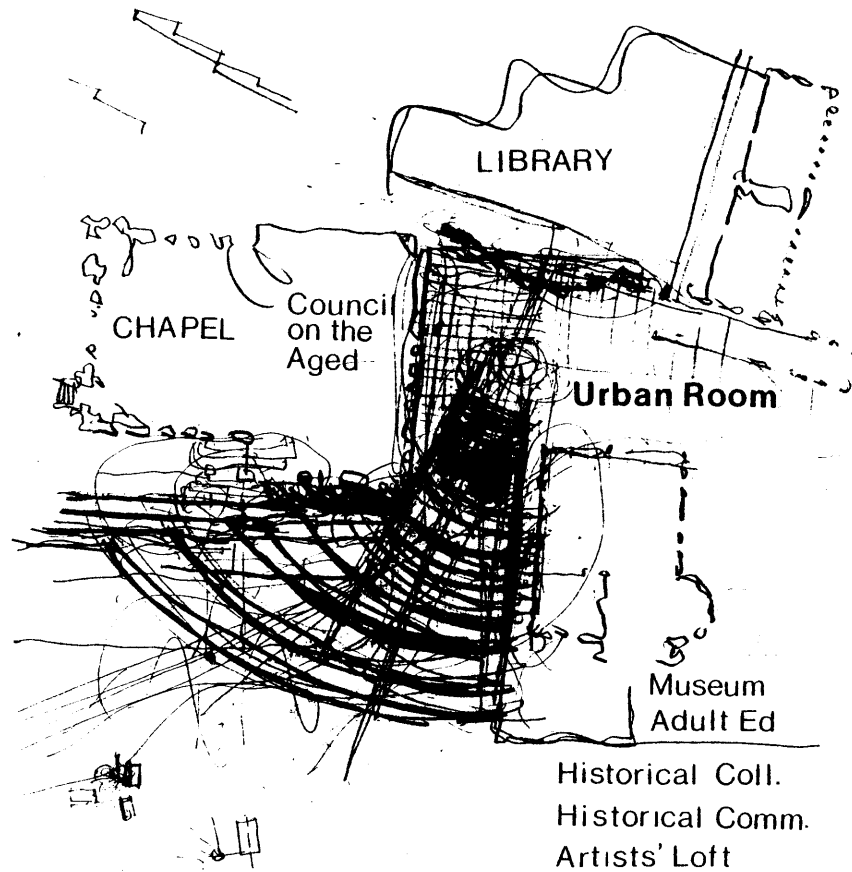 LIBRARY
Council
on the
Aged
CHAPEL
Urban Room
Museum
Adult Ed
Historical Coll.
Historical Comm.
Artists' Loft